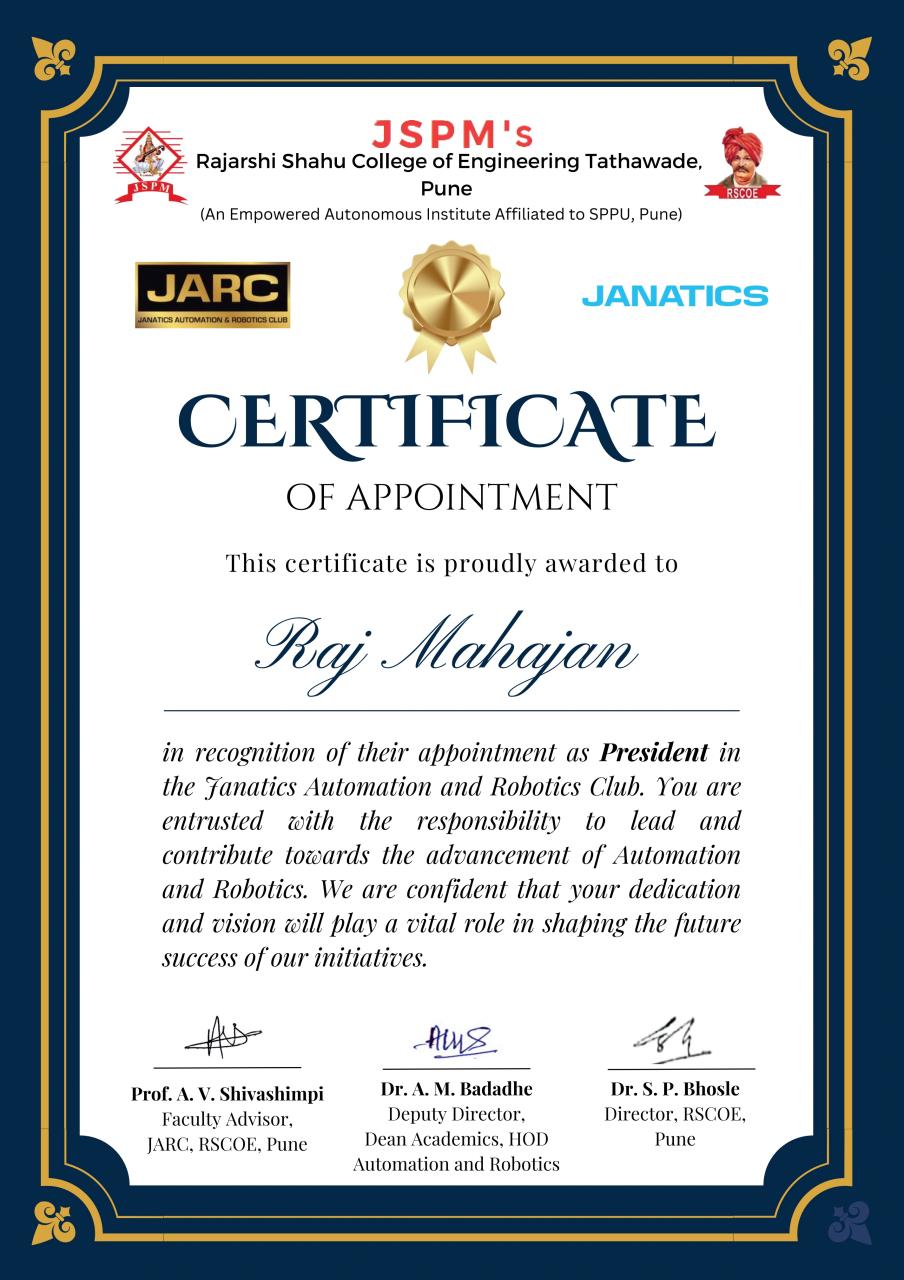 JSPM's
Rajarshi Shahu College of Engineering Tathawade,
Pune
(An Empowered Autonomous Institute Affiliated to SPPU, Pune)
JSPM
RSCOE
JARC
JANATICS AUTOMATION & ROBOTICS CLUB
JANATICS
CERTIFICATE
OF APPOINTMENT
This certificate is proudly awarded to
Raj Mahajan
in recognition of their appointment as President in
the Janatics Automation and Robotics Club. You are
entrusted with the responsibility to lead and
contribute towards the advancement of Automation
and Robotics. We are confident that your dedication
and vision will play a vital role in shaping the future
success of our initiatives.
Prof. A. V. Shivashimpi
Faculty Advisor,
JARC, RSCOE, Pune
Dr. A. M. Badadhe
Deputy Director,
Dean Academics, HOD
Automation and Robotics
Dr. S. P. Bhosle
Director, RSCOE,
Pune